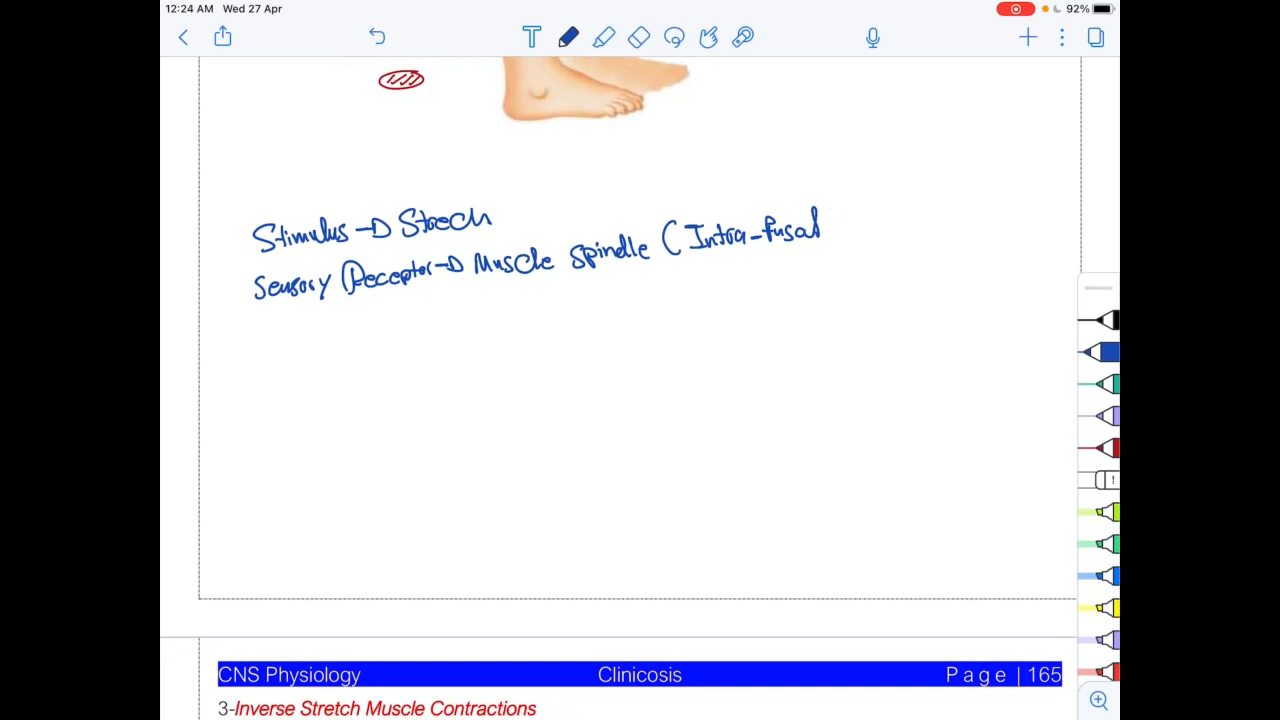 12:24 AM Wed 27 Apr 92%
T
Stimulus → Strech
Sensory Receptor → Muscle Spindle (Intra-fusal
CNS Physiology Clinicosis Page | 165
3-Inverse Stretch Muscle Contractions